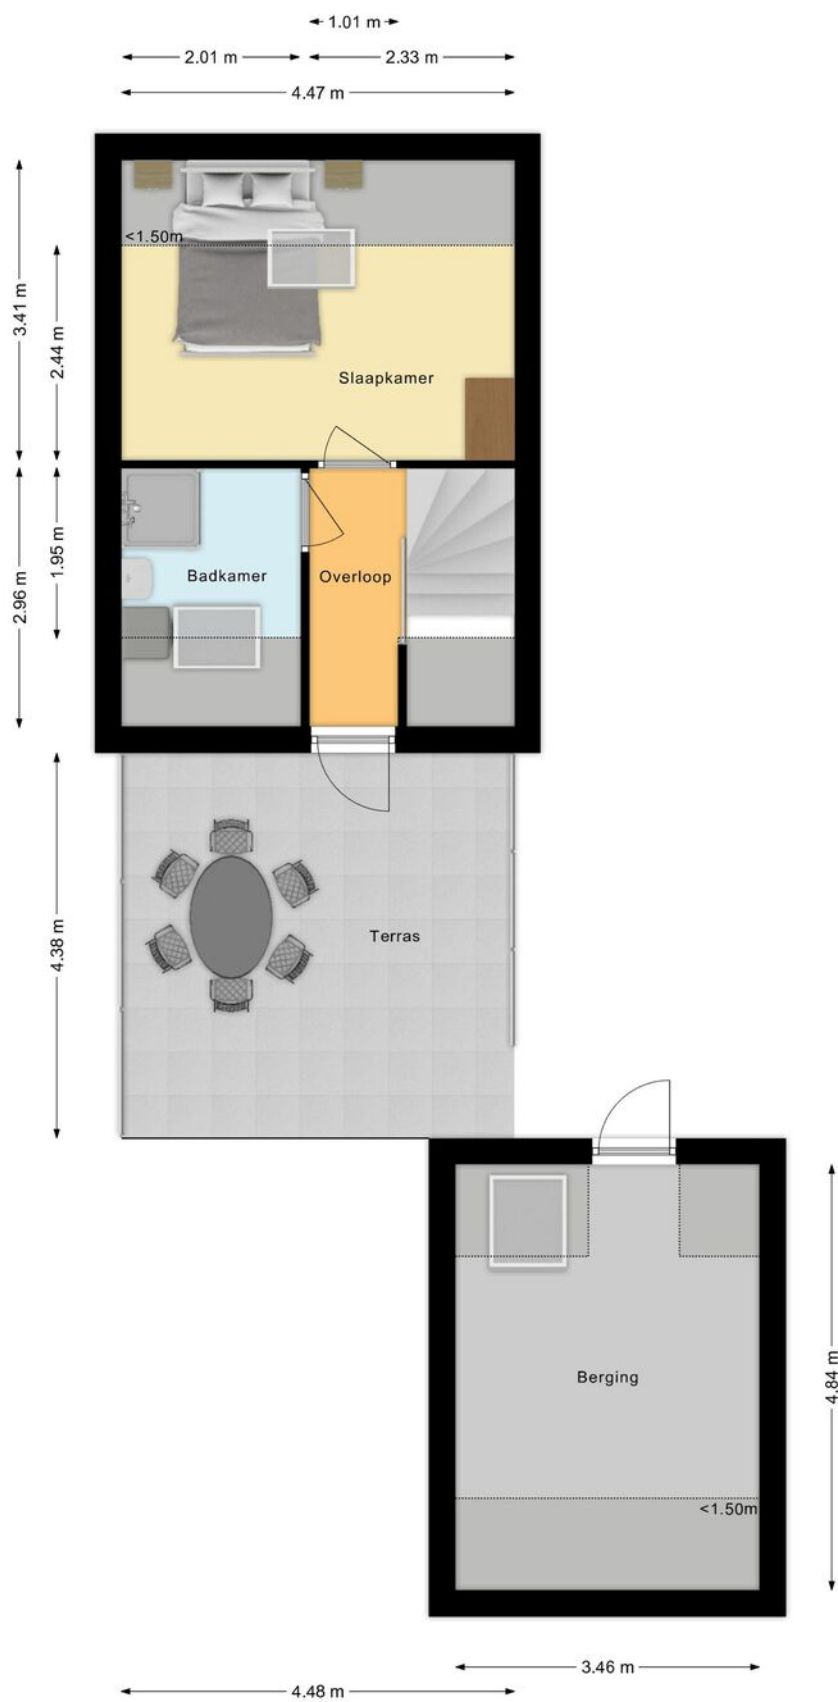 1.01 m
2.01 m
2.33 m
4.47 m
<1.50m
3.41 m
2.44 m
Slaapkamer
1.95 m
2.96 m
Badkamer
Overloop
4.38 m
Terras
Berging
4.84 m
<1.50m
3.46 m
4.48 m